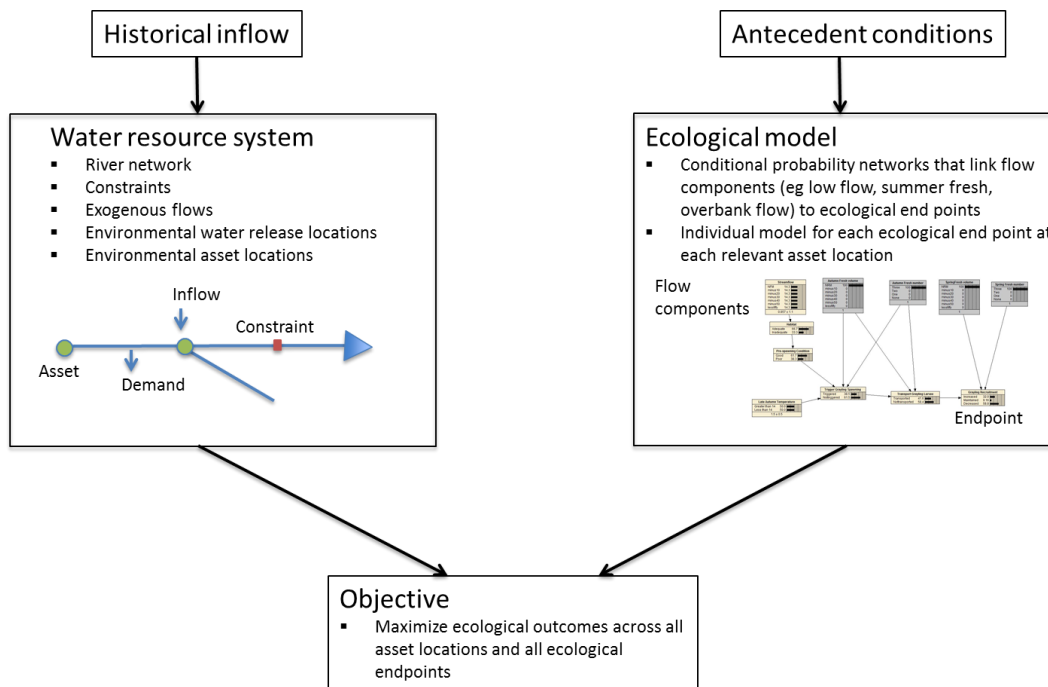 Historical inflow
Antecedent conditions
Water resource system
▪ River network
▪ Constraints
▪ Exogenous flows
▪ Environmental water release locations
▪ Environmental asset locations
Inflow
Constraint
Asset
Demand
Ecological model
▪ Conditional probability networks that link flow
components (eg low flow, summer fresh,
overbank flow) to ecological end points
▪ Individual model for each ecological end point at
each relevant asset location
Flow
components
Endpoint
Objective
▪ Maximize ecological outcomes across all
asset locations and all ecological
endpoints